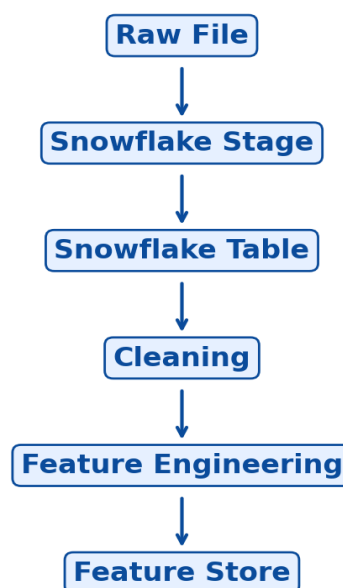 Raw File
Snowflake Stage
Snowflake Table
Cleaning
Feature Engineering
Feature Store